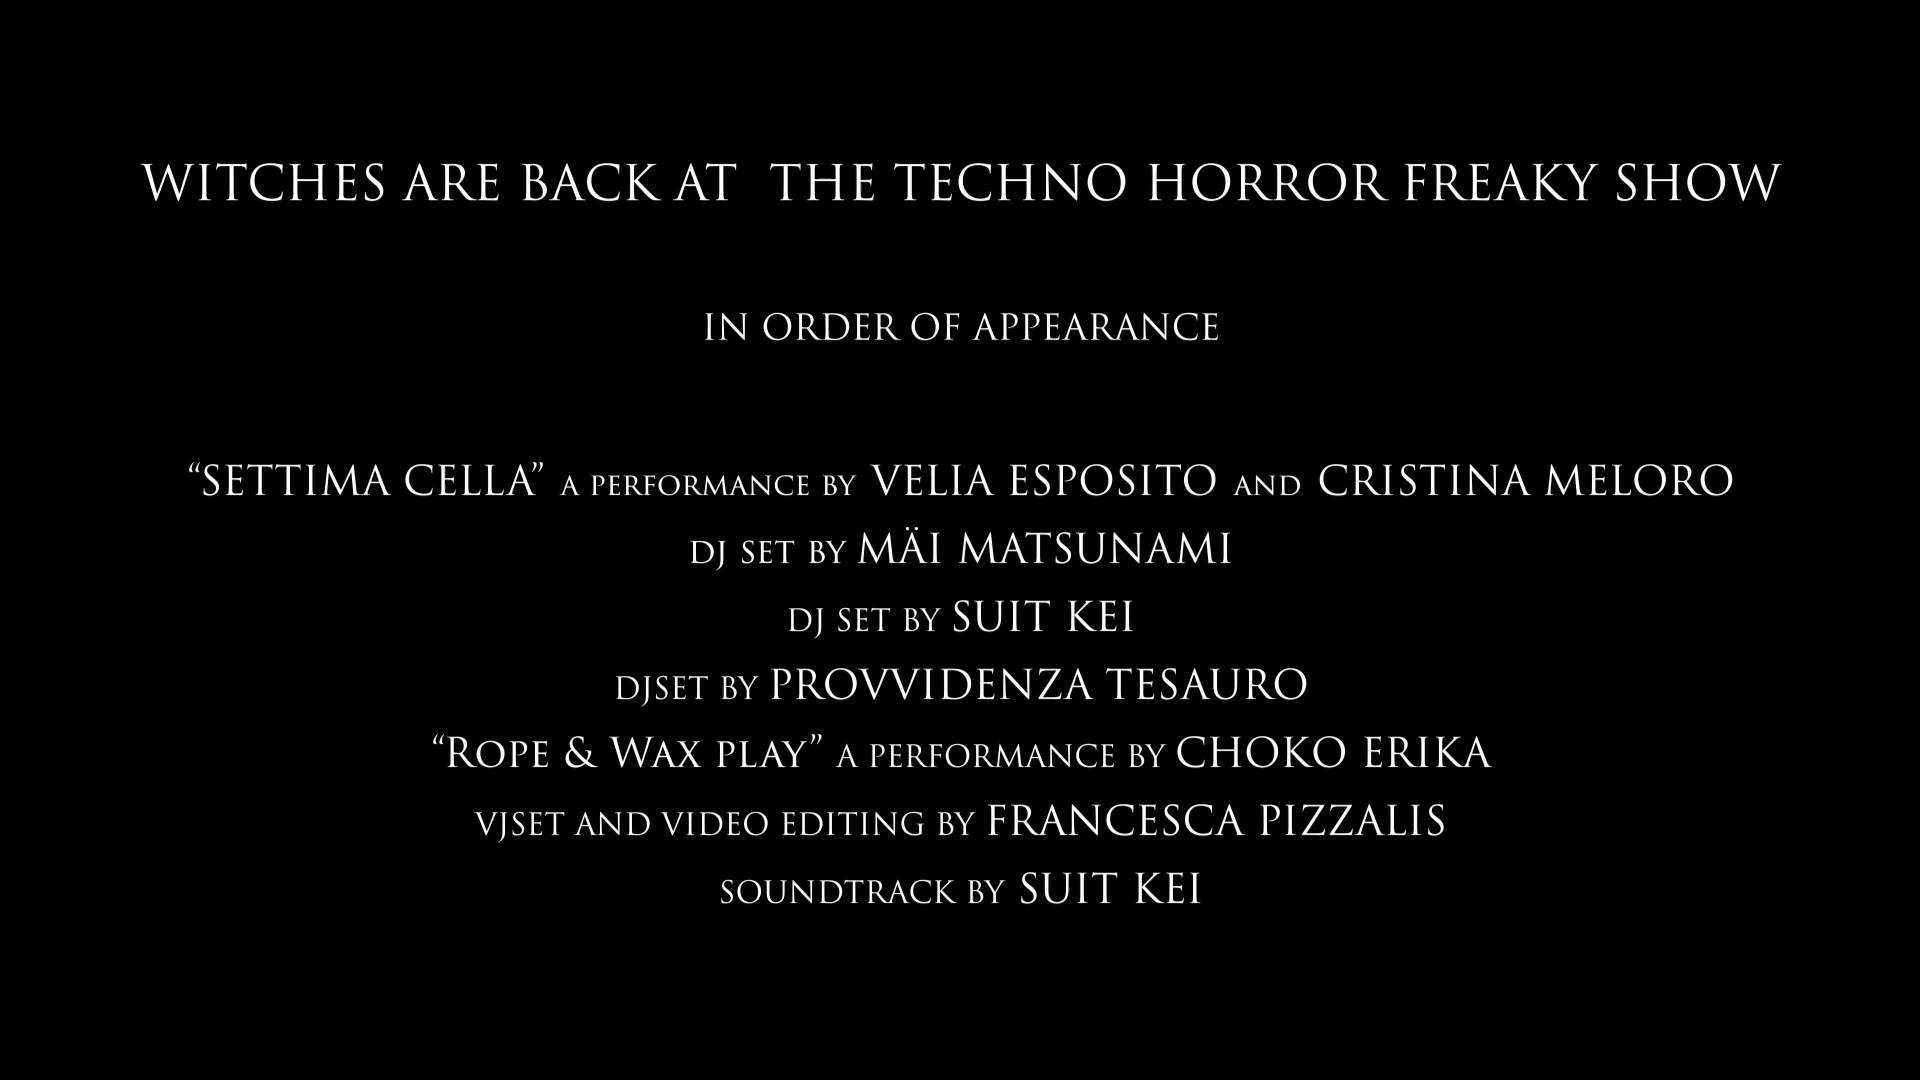 WITCHES ARE BACK AT  THE TECHNO HORROR FREAKY SHOW
IN ORDER OF APPEARANCE
“SETTIMA CELLA” A PERFORMANCE BY VELIA ESPOSITO AND CRISTINA MELORO
DJ SET BY MÄI MATSUNAMI
DJ SET BY SUIT KEI
DJSET BY PROVVIDENZA TESAURO
“ROPE & WAX PLAY” A PERFORMANCE BY CHOKO ERIKA
VJSET AND VIDEO EDITING BY FRANCESCA PIZZALIS
SOUNDTRACK BY SUIT KEI